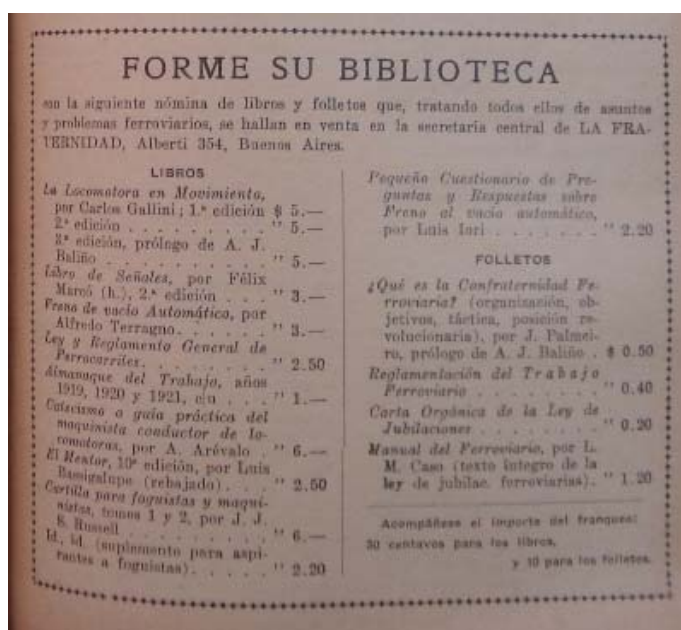 FORME SU BIBLIOTECA
con la siguiente nómina de libros y folletos que, tratando todos ellos de asuntos
y problemas ferroviarios, se hallan en venta en la secretaría central de LA FRA-
TERNIDAD, Alberti 354, Buenos Aires.
LIBROS
La Locomotora en Movimiento,
por Carlos Gallini; 1.ª edición $ 5.—
2.ª edición . . . . . . . . . " 5.—
3.ª edición, prólogo de A. J.
Baliño . . . . . . . . . . " 5.—
Libro de Señales, por Félix
Marcó (h.), 2.ª edición . . . " 3.—
Freno de vacío Automático, por
Alfredo Terragno. . . . . . " 3.—
Ley y Reglamento General de
Ferrocarriles. . . . . . . . " 2.50
Almanaque del Trabajo, años
1919, 1920 y 1921, c|u . . . " 1.—
Catecismo o guía práctica del
maquinista conductor de lo-
comotoras, por A. Arévalo . " 6.—
El Reator, 10ª edición, por Luis
Bassigalupe (rebajado) . . . " 2.50
Cartilla para foguistas y maqui-
nistas, tomos 1 y 2, por J. J.
S. Russell . . . . . . . . " 6.—
Id., id. (suplemento para aspi-
rantes a foguistas) . . . . . " 2.20
Pequeño Cuestionario de Pre-
guntas y Respuestas sobre
Freno al vacío automático,
por Luis Iori . . . . . . . " 2.20
FOLLETOS
¿Qué es la Confraternidad Fe-
rroviaria? (organización, ob-
jetivos, táctica, posición re-
volucionaria), por J. Palmei-
ro, prólogo de A. J. Baliño . $ 0.50
Reglamentación del Trabajo
Ferroviario . . . . . . . . " 0.40
Carta Orgánica de la Ley de
Jubilaciones . . . . . . . . " 0.20
Manual del Ferroviario, por L.
M. Caso (texto íntegro de la
ley de jubilac. ferroviarias). " 1.20
Acompáñese el importe del franqueo:
30 centavos para los libros,
y 10 para los folletos.